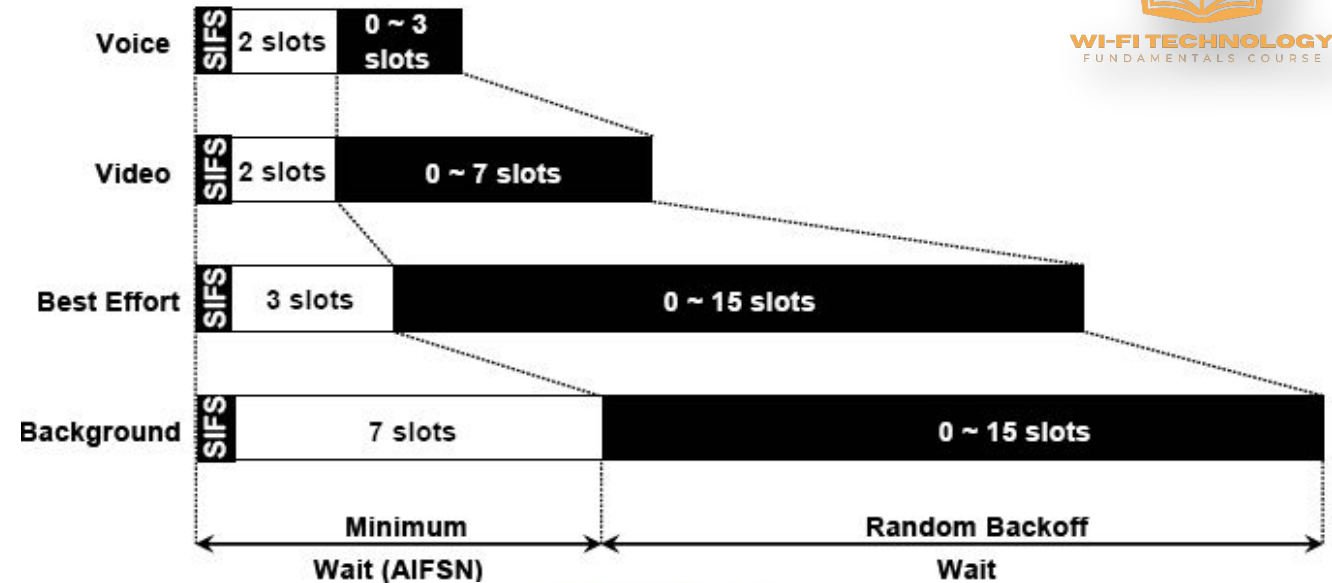 WI-FI TECHNOLOGY
FUNDAMENTALS COURSE
Voice
SIFS
2 slots
0 ~ 3
slots
Video
SIFS
2 slots
0 ~ 7 slots
Best Effort
SIFS
3 slots
0 ~ 15 slots
Background
SIFS
7 slots
0 ~ 15 slots
Minimum
Wait (AIFSN)
Random Backoff
Wait